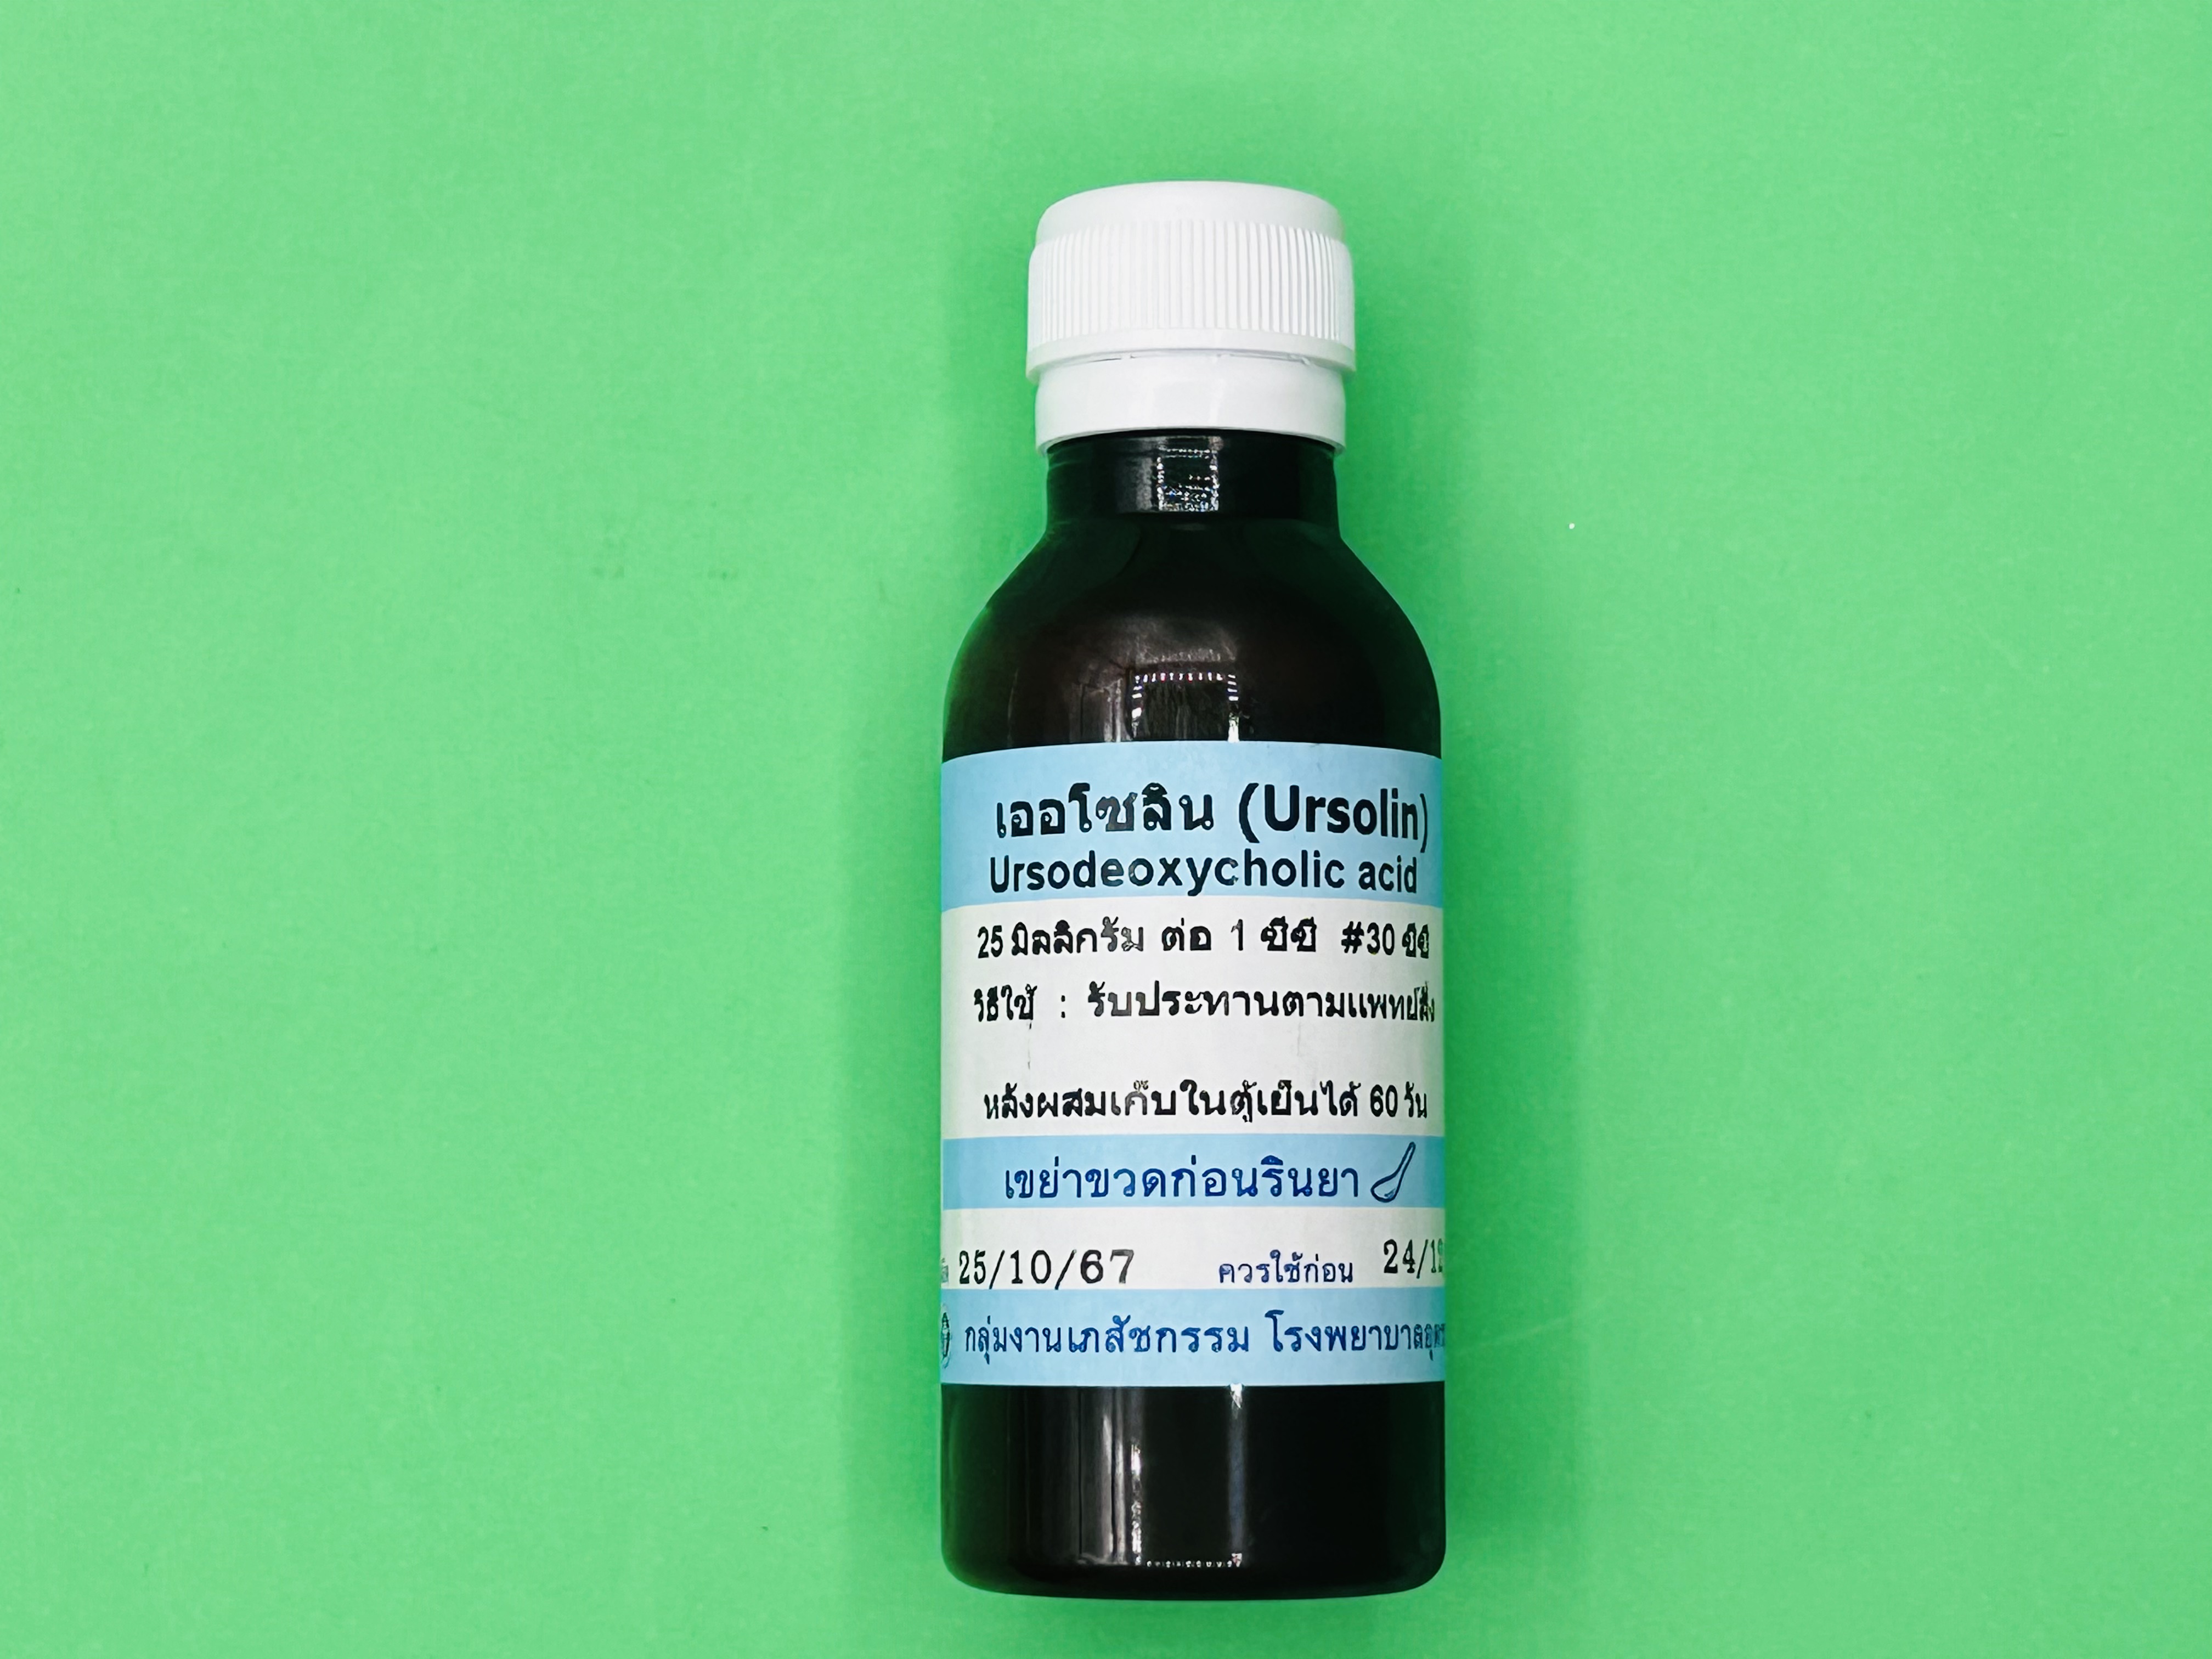 เออโซลิน (Ursolin)
Ursodeoxycholic acid
25 มิลลิกรัม ต่อ 1 ซีซี #30 ซีซี
วิธีใช้ : รับประทานตามแพทย์สั่ง
หลังผสมเก็บในตู้เย็นได้ 60 วัน
เขย่าขวดก่อนรินยา
25/10/67 ควรใช้ก่อน 24/12
กลุ่มงานเภสัชกรรม โรงพยาบาล